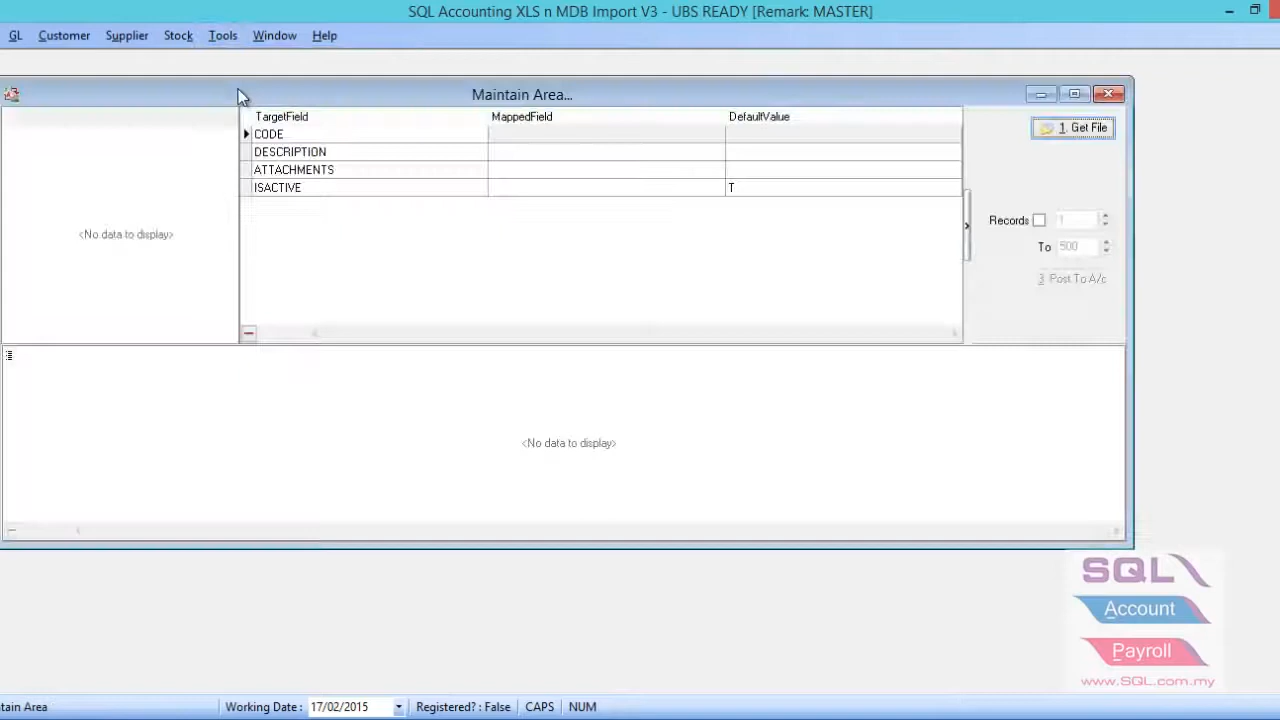 SQL Accounting XLS n MDB Import V3 - UBS READY [Remark: MASTER]
GL Customer Supplier Stock Tools Window Help
Maintain Area...
TargetField MappedField DefaultValue
CODE
DESCRIPTION
ATTACHMENTS
ISACTIVE T
<No data to display>
1. Get File
Records 1
To 500
3 Post To A/c
<No data to display>
SQL
Account
Payroll
www.SQL.com.my
tain Area Working Date : 17/02/2015 Registered? : False CAPS NUM